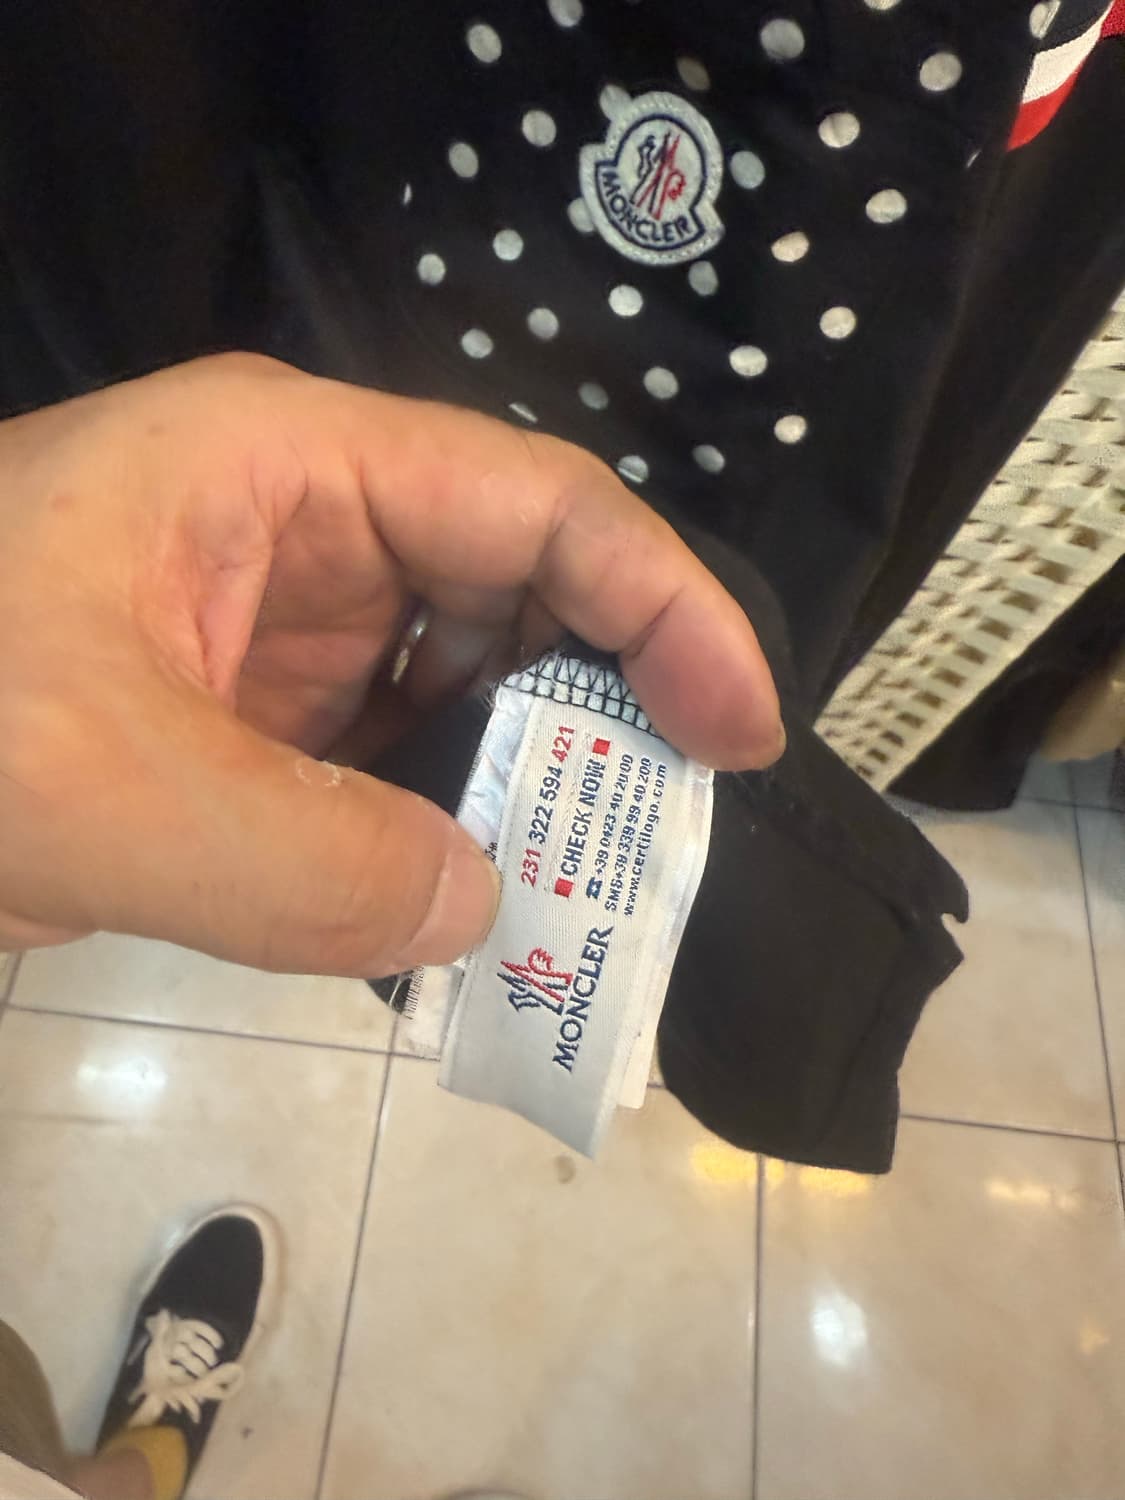 MONCLER
231 322 594 421
CHECK NOW
☎ +39 0423 40 20 00
SMS+39 339 99 40 200
www.certilogo.com
MONCLER